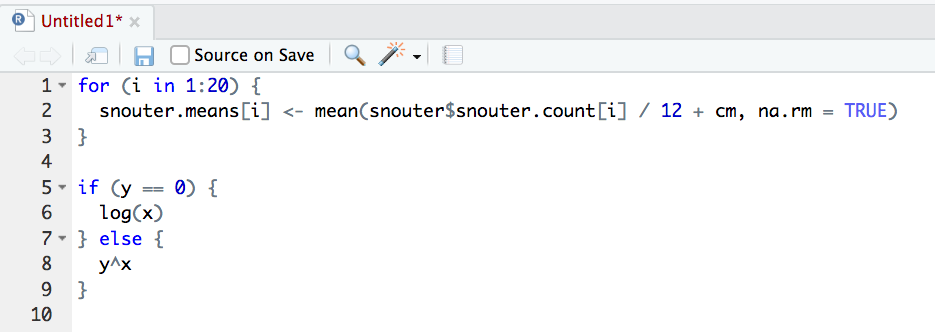 R Untitled1* ×
Source on Save
1 for (i in 1:20) {
2   snouter.means[i] <- mean(snouter$snouter.count[i] / 12 + cm, na.rm = TRUE)
3 }
4
5 if (y == 0) {
6   log(x)
7 } else {
8   y^x
9 }
10